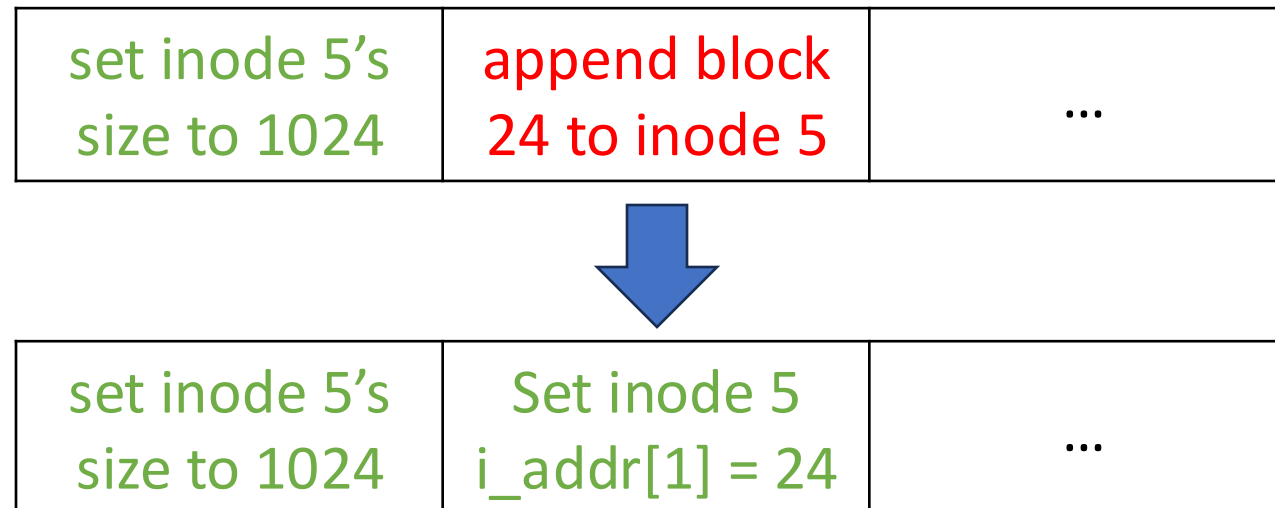 set inode 5’s
size to 1024
append block
24 to inode 5
...
set inode 5’s
size to 1024
Set inode 5
i_addr[1] = 24
...